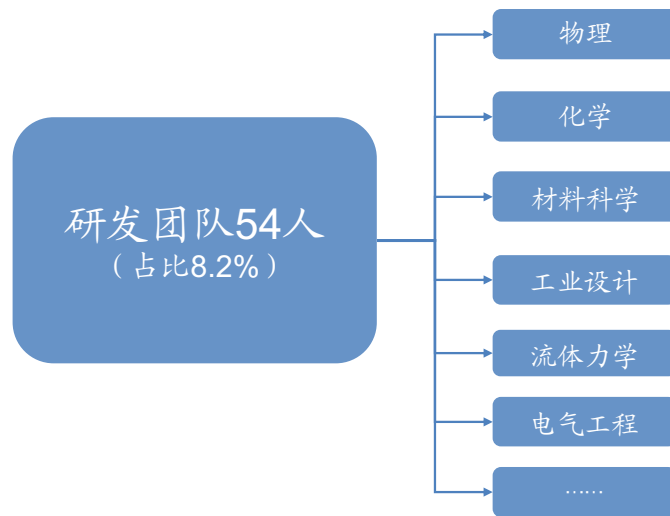 研发团队54人
（占比8.2%）
物理
化学
材料科学
工业设计
流体力学
电气工程
……